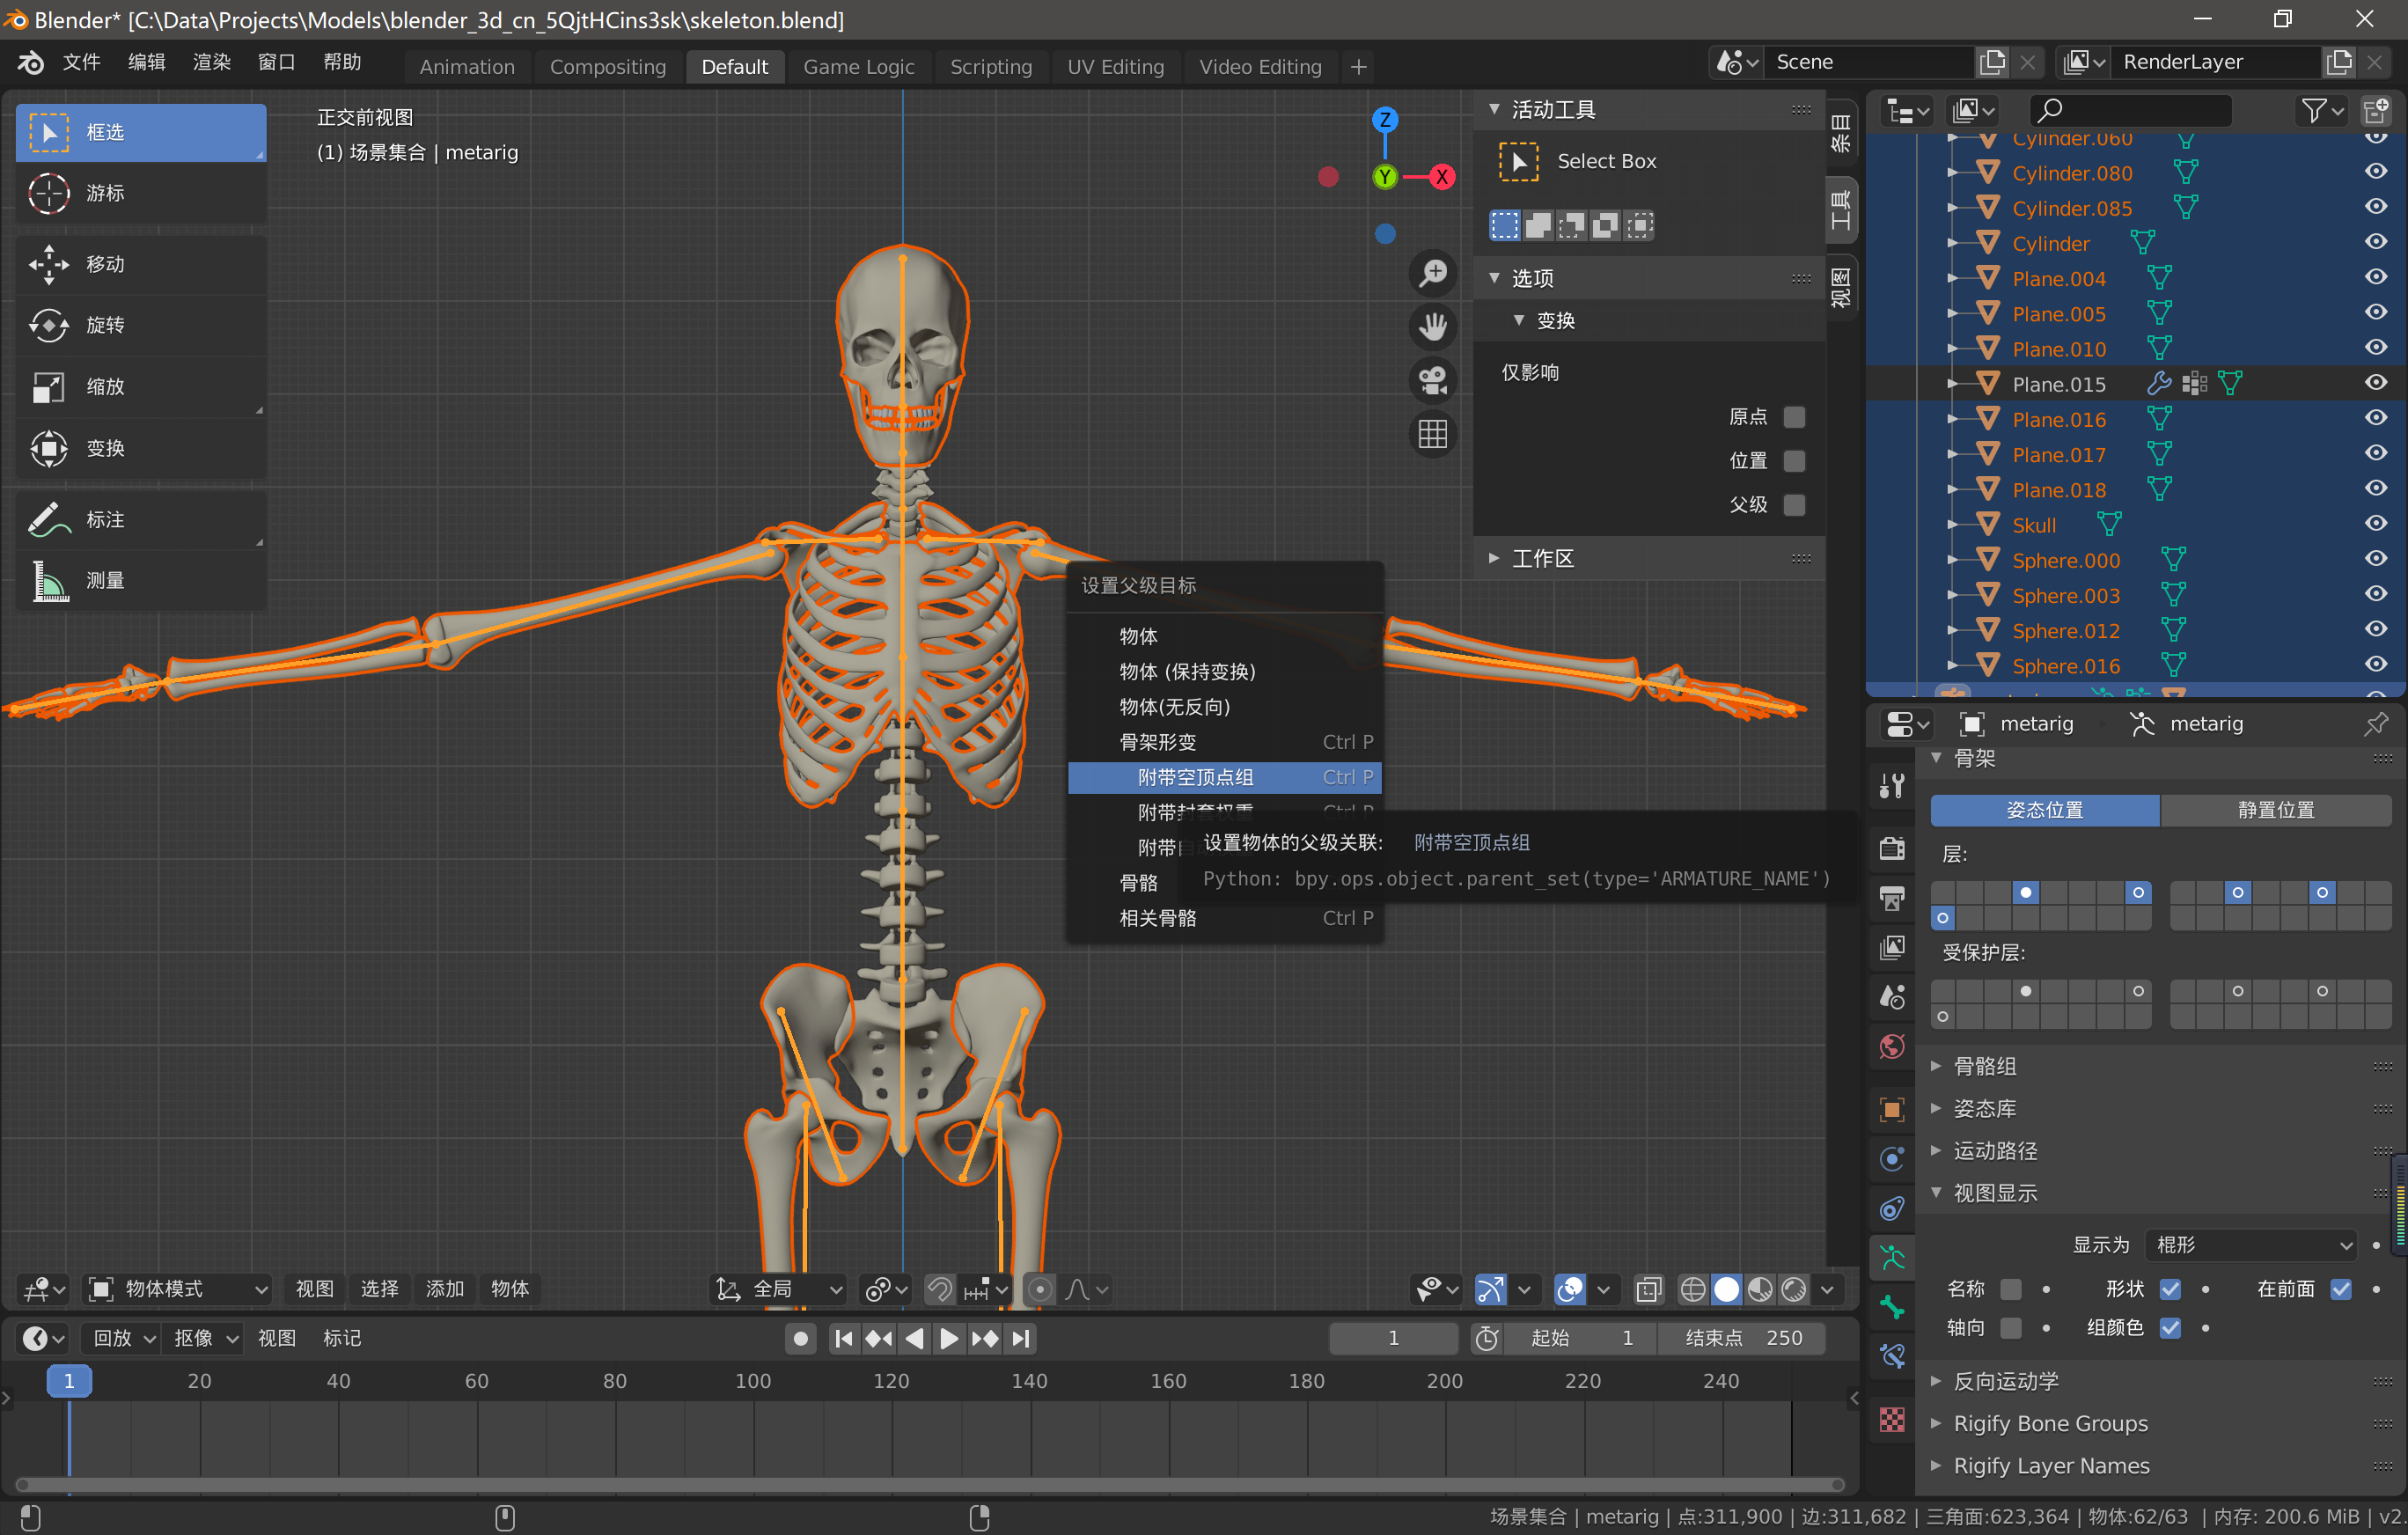 Blender* [C:\Data\Projects\Models\blender_3d_cn_5QjtHCins3sk\skeleton.blend]
文件 编辑 渲染 窗口 帮助 Animation Compositing Default Game Logic Scripting UV Editing Video Editing + Scene RenderLayer
框选
游标
移动
旋转
缩放
变换
标注
测量
正交前视图
(1) 场景集合 | metarig
Z
Y
X
活动工具
Select Box
选项
变换
仅影响
原点
位置
父级
工作区
条目
工具
视图
设置父级目标
物体
物体 (保持变换)
物体(无反向)
骨架形变 Ctrl P
附带空顶点组 Ctrl P
附带封套权重 Ctrl P
附带
骨骼
相关骨骼 Ctrl P
设置物体的父级关联: 附带空顶点组
Python: bpy.ops.object.parent_set(type='ARMATURE_NAME')
Cylinder.060
Cylinder.080
Cylinder.085
Cylinder
Plane.004
Plane.005
Plane.010
Plane.015
Plane.016
Plane.017
Plane.018
Skull
Sphere.000
Sphere.003
Sphere.012
Sphere.016
metarig metarig
骨架
姿态位置 静置位置
层:
受保护层:
骨骼组
姿态库
运动路径
视图显示
显示为 棍形
名称 形状 在前面
轴向 组颜色
反向运动学
Rigify Bone Groups
Rigify Layer Names
物体模式 视图 选择 添加 物体 全局
回放 抠像 视图 标记 1 起始 1 结束点 250
1 20 40 60 80 100 120 140 160 180 200 220 240
场景集合 | metarig | 点:311,900 | 边:311,682 | 三角面:623,364 | 物体:62/63 | 内存: 200.6 MiB | v2